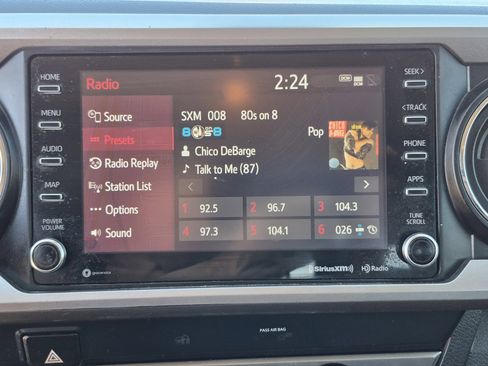 HOME
MENU
AUDIO
MAP
POWER
VOLUME
Radio
2:24
DCM
Source
Presets
Radio Replay
Station List
Options
Sound
SXM 008 80s on 8
Pop
Chico DeBarge
Talk to Me (87)
CHICO
DEBARGE
1 92.5
2 96.7
3 104.3
4 97.3
5 104.1
6 026
SEEK>
<TRACK
PHONE
APPS
TUNE
SCROLL
SiriusXM
HD Radio
PASS AIR BAG